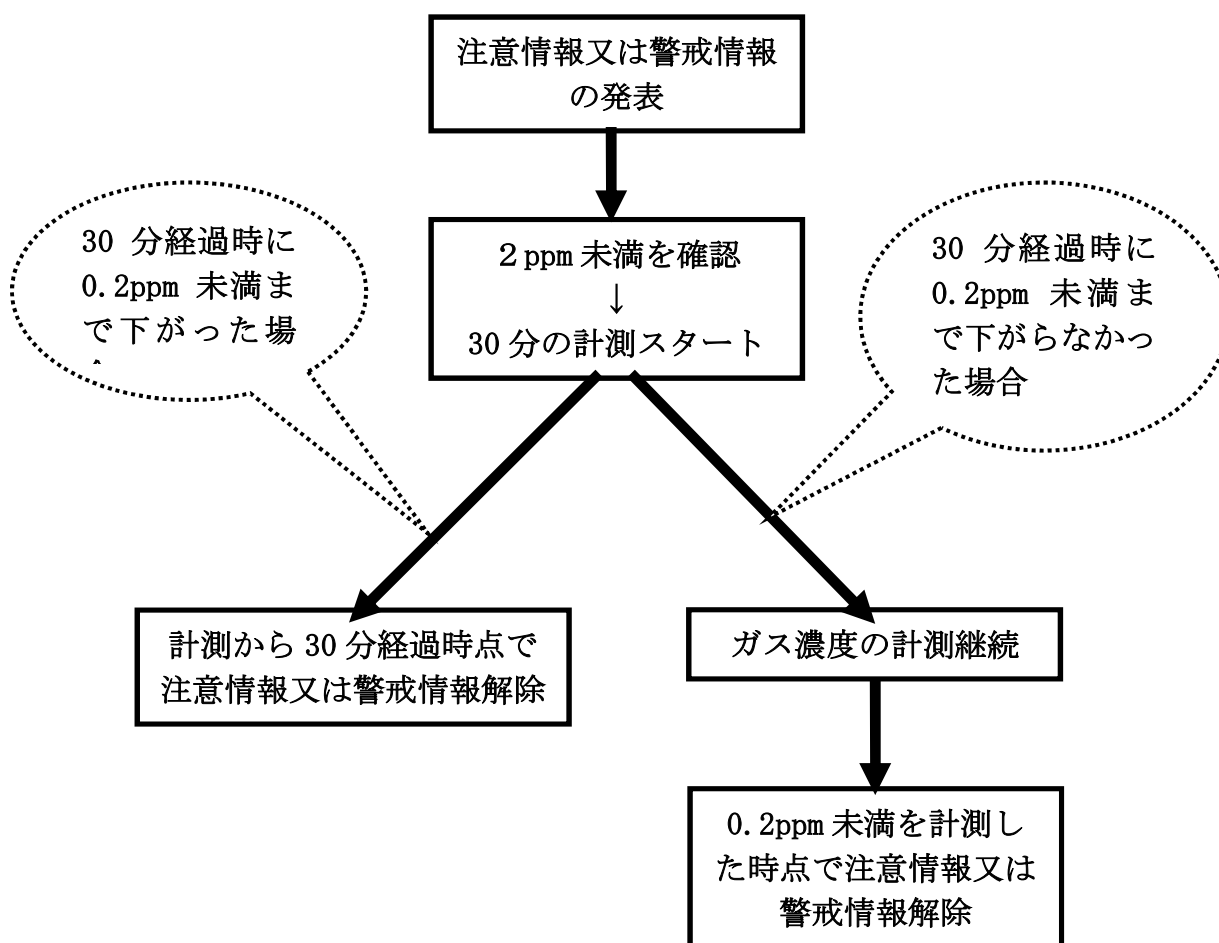 注意情報又は警戒情報
の発表
30 分経過時に
0.2ppm 未満ま
で下がった場
2ppm 未満を確認
↓
30 分の計測スタート
30 分経過時に
0.2ppm 未満ま
で下がらなかっ
た場合
計測から 30 分経過時点で
注意情報又は警戒情報解除
ガス濃度の計測継続
0.2ppm 未満を計測し
た時点で注意情報又は
警戒情報解除